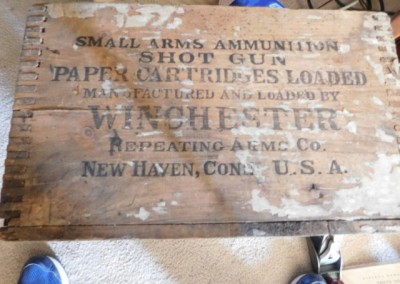 SMALL ARMS AMMUNITION
SHOT GUN
PAPER CARTRIDGES LOADED
MANUFACTURED AND LOADED BY
WINCHESTER
REPEATING ARMS CO.
NEW HAVEN, CONN. U.S.A.